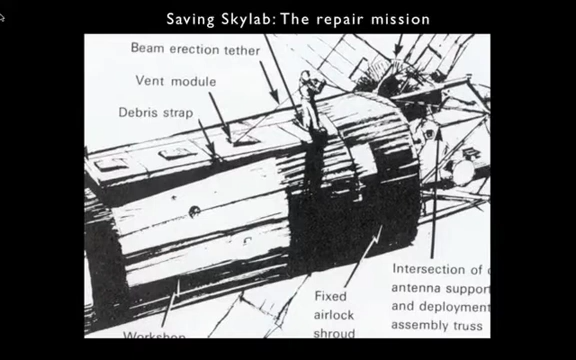 Saving Skylab: The repair mission
Beam erection tether
Vent module
Debris strap
Intersection of
antenna support
and deployment
assembly truss
Fixed
airlock
shroud
Workshop